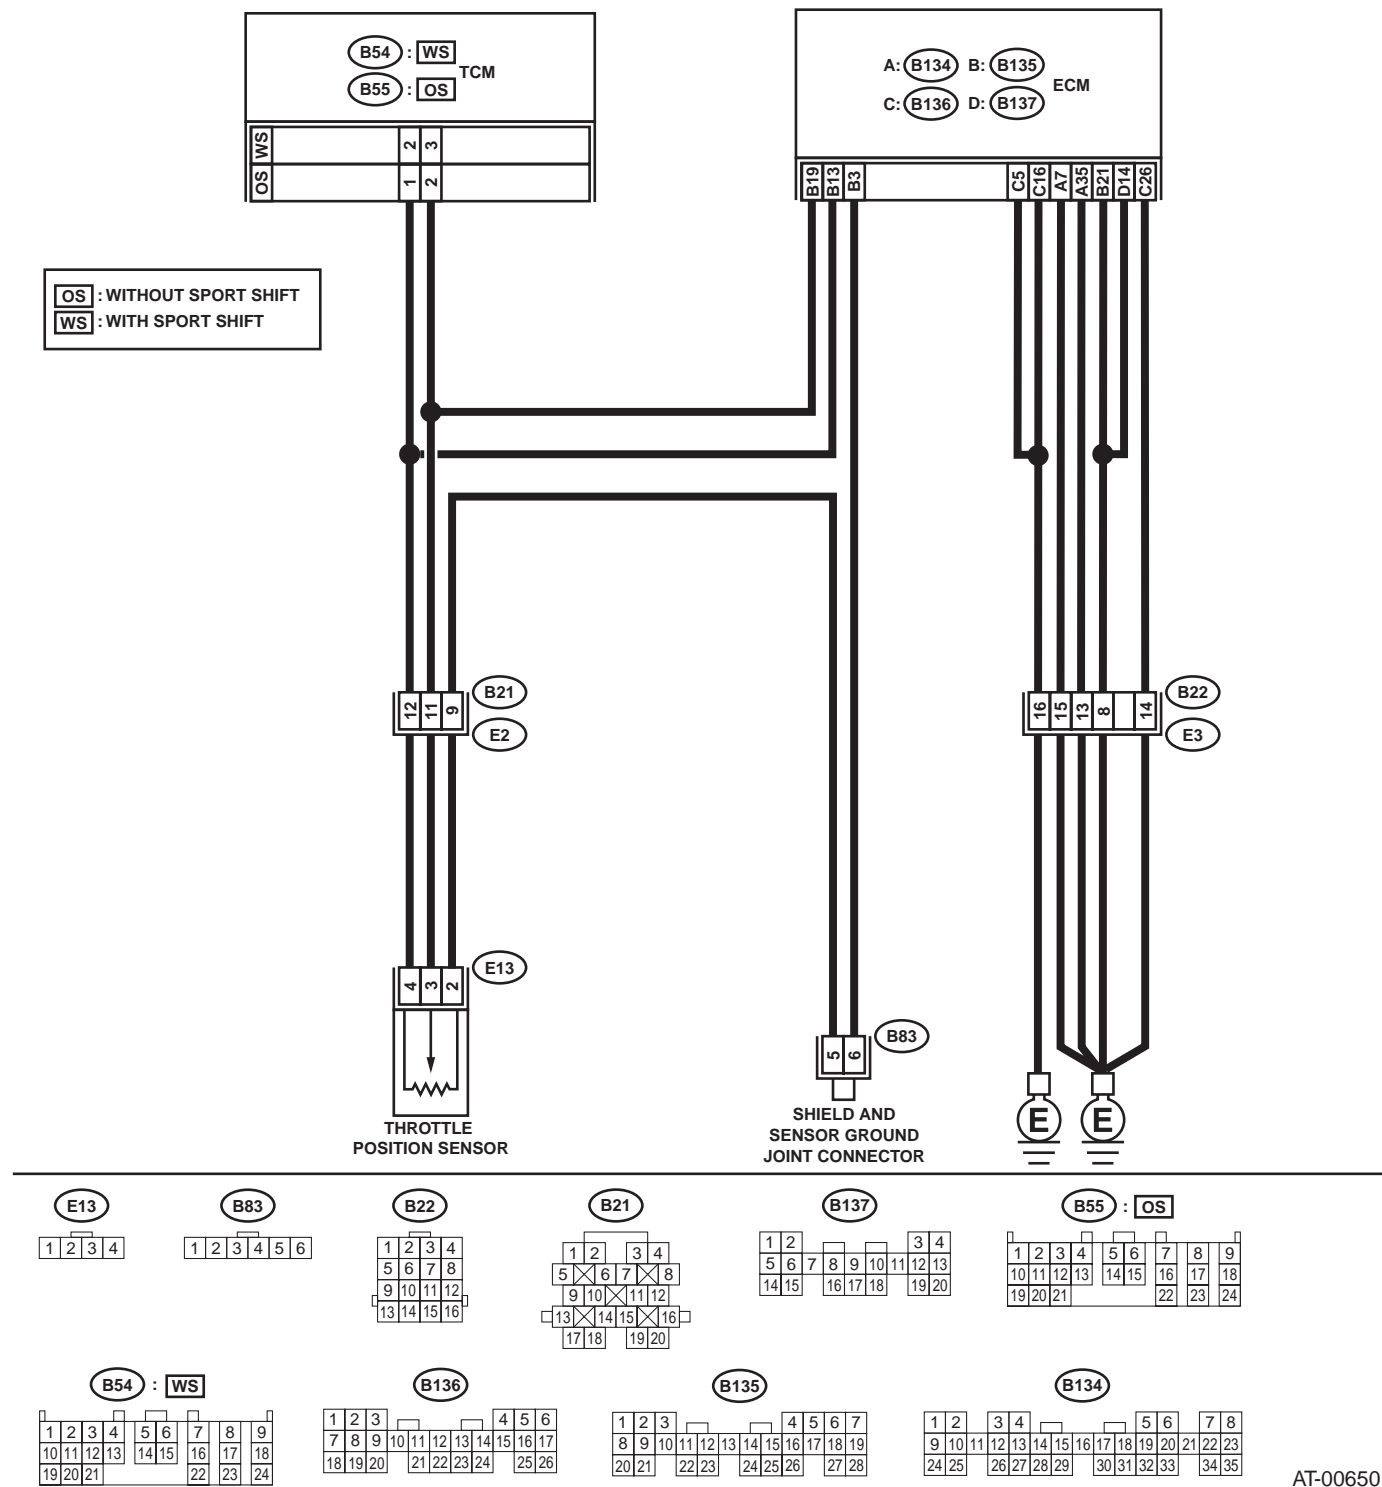 B54 : WS
TCM
B55 : OS
WS 2 3
OS 1 2
A: B134 B: B135
ECM
C: B136 D: B137
B19 B13 B3 C5 C16 A7 A35 B21 D14 C26
OS : WITHOUT SPORT SHIFT
WS : WITH SPORT SHIFT
12 11 9 B21
E2
16 15 13 8 14 B22
E3
4 3 2 E13
THROTTLE
POSITION SENSOR
5 6 B83
SHIELD AND
SENSOR GROUND
JOINT CONNECTOR
E E
E13
1 2 3 4
B83
1 2 3 4 5 6
B22
1 2 3 4
5 6 7 8
9 10 11 12
13 14 15 16
B21
1 2 3 4
5 6 7 8
9 10 11 12
13 14 15 16
17 18 19 20
B137
1 2 3 4
5 6 7 8 9 10 11 12 13
14 15 16 17 18 19 20
B55 : OS
1 2 3 4 5 6 7 8 9
10 11 12 13 14 15 16 17 18
19 20 21 22 23 24
B54 : WS
1 2 3 4 5 6 7 8 9
10 11 12 13 14 15 16 17 18
19 20 21 22 23 24
B136
1 2 3 4 5 6
7 8 9 10 11 12 13 14 15 16 17
18 19 20 21 22 23 24 25 26
B135
1 2 3 4 5 6 7
8 9 10 11 12 13 14 15 16 17 18 19
20 21 22 23 24 25 26 27 28
B134
1 2 3 4 5 6 7 8
9 10 11 12 13 14 15 16 17 18 19 20 21 22 23
24 25 26 27 28 29 30 31 32 33 34 35
AT-00650